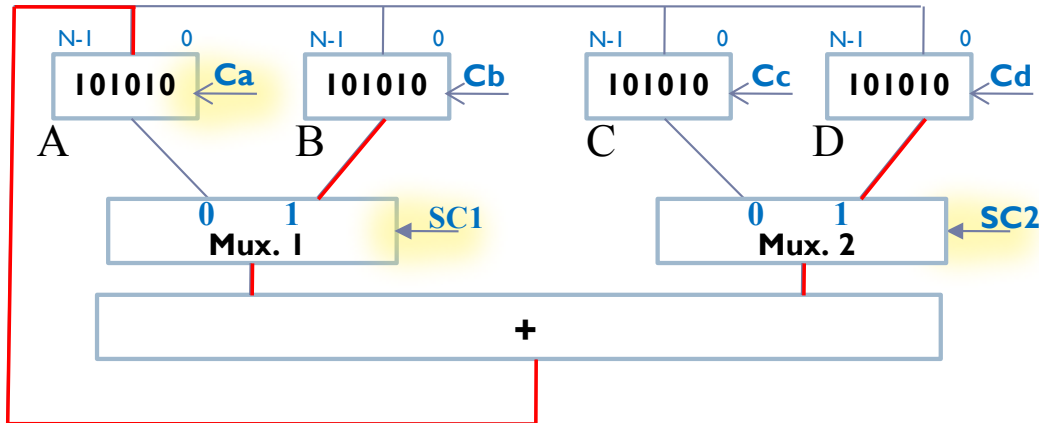 N-1 0 N-1 0 N-1 0 N-1 0
101010 Ca 101010 Cb 101010 Cc 101010 Cd
A B C D
0 1 SC1 0 1 SC2
Mux. 1 Mux. 2
+